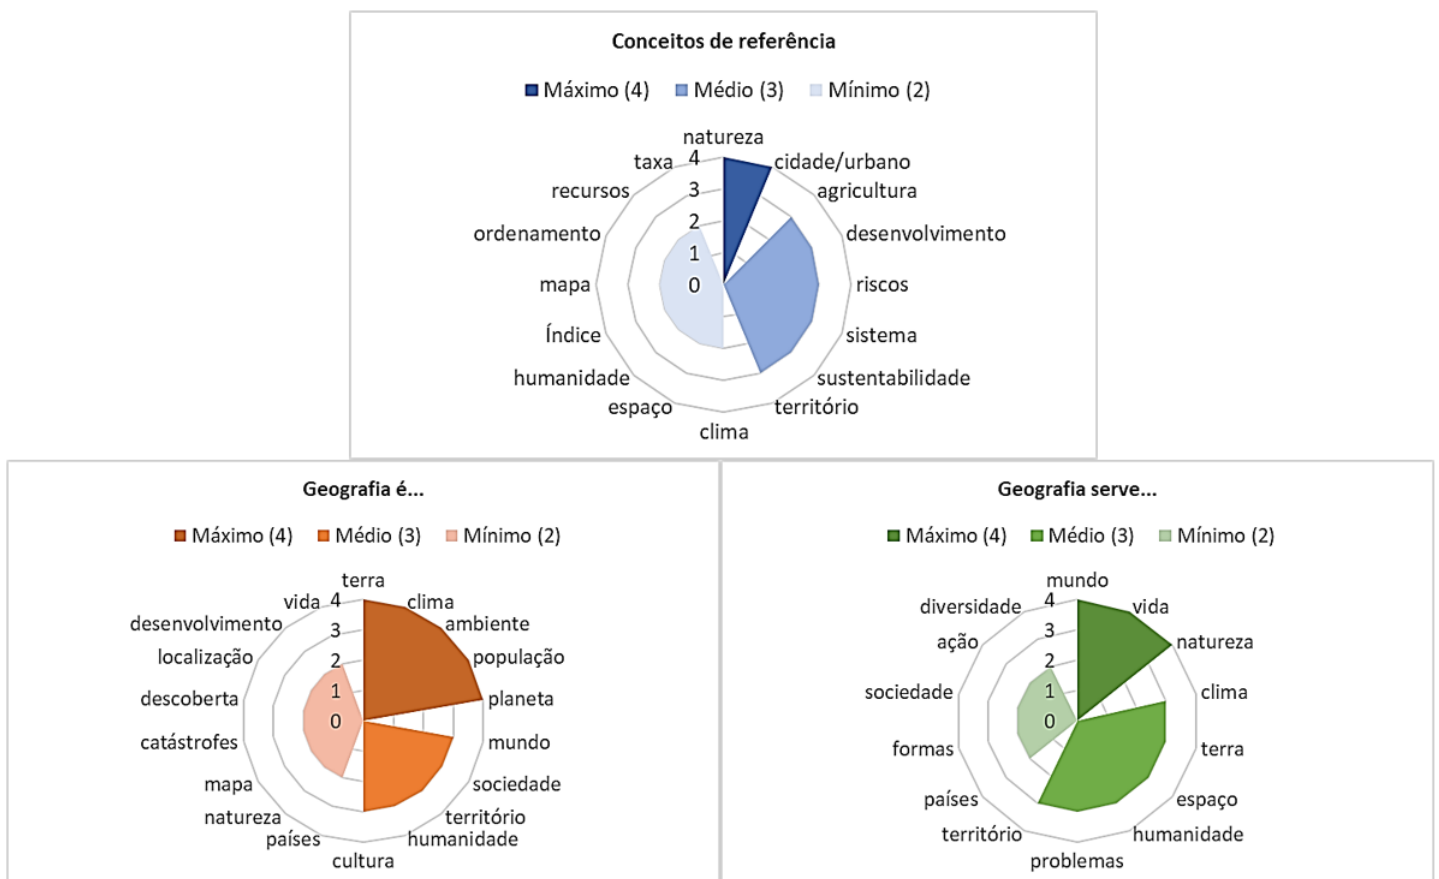 Conceitos de referência
Máximo (4) Médio (3) Mínimo (2)
natureza
taxa 4 cidade/urbano
recursos 3 agricultura
ordenamento 2 desenvolvimento
1
mapa 0 riscos
Índice sistema
humanidade sustentabilidade
espaço território
clima
Geografia é...
Máximo (4) Médio (3) Mínimo (2)
terra
vida 4 clima
desenvolvimento 3 ambiente
localização 2 população
descoberta 1 planeta
0
catástrofes mundo
mapa sociedade
natureza território
países humanidade
cultura
Geografia serve...
Máximo (4) Médio (3) Mínimo (2)
mundo
diversidade 4 vida
ação 3 natureza
2
sociedade 1 clima
0
formas terra
países espaço
território humanidade
problemas